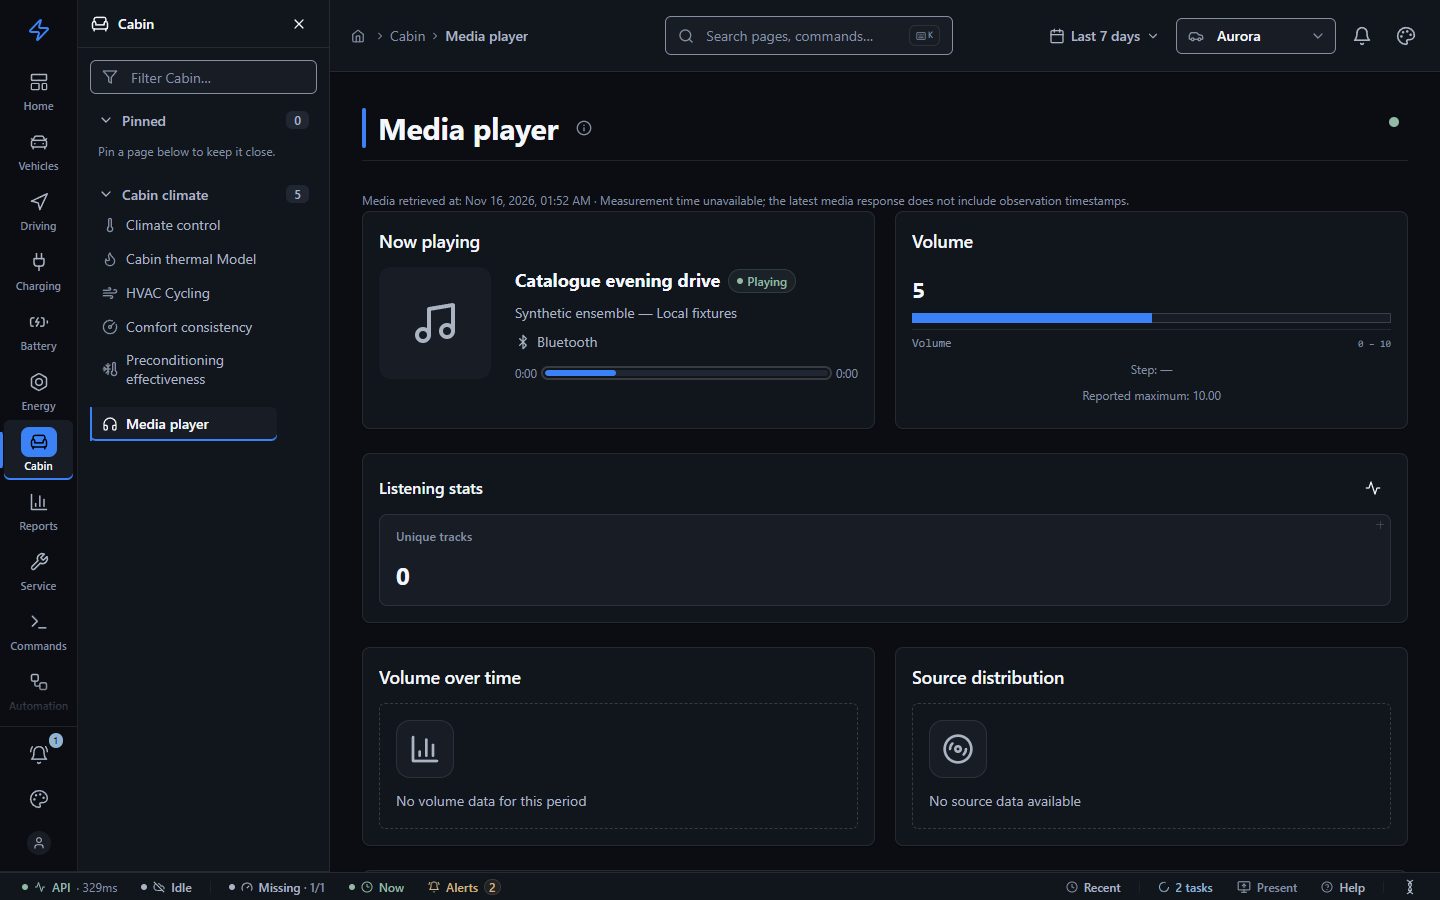 Home
Vehicles
Driving
Charging
Battery
Energy
Cabin
Reports
Service
Commands
Automation
1
Cabin
Filter Cabin...
Pinned
0
Pin a page below to keep it close.
Cabin climate
5
Climate control
Cabin thermal Model
HVAC Cycling
Comfort consistency
Preconditioning
effectiveness
Media player
Cabin
Media player
Search pages, commands...
K
Last 7 days
Aurora
Media player
Media retrieved at: Nov 16, 2026, 01:52 AM · Measurement time unavailable; the latest media response does not include observation timestamps.
Now playing
Catalogue evening drive
Playing
Synthetic ensemble — Local fixtures
Bluetooth
0:00
0:00
Volume
5
Volume
0 – 10
Step: —
Reported maximum: 10.00
Listening stats
Unique tracks
0
Volume over time
No volume data for this period
Source distribution
No source data available
API · 329ms
Idle
Missing · 1/1
Now
Alerts 2
Recent
2 tasks
Present
Help